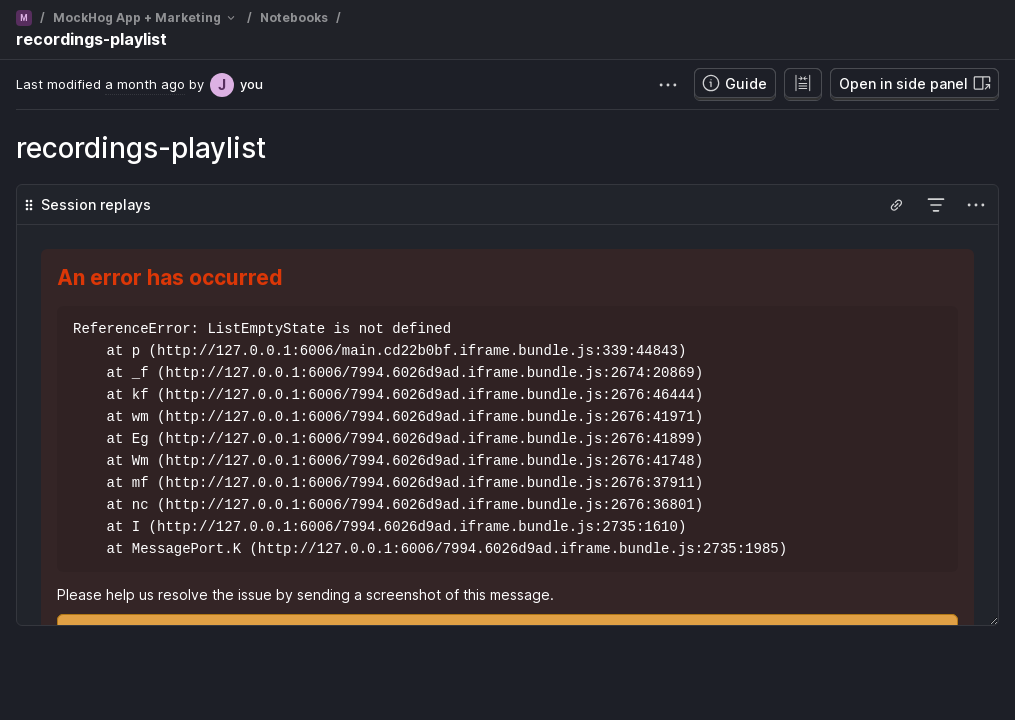 M / MockHog App + Marketing / Notebooks /
recordings-playlist
Last modified a month ago by J you
Guide
Open in side panel
recordings-playlist
Session replays
An error has occurred
ReferenceError: ListEmptyState is not defined
at p (http://127.0.0.1:6006/main.cd22b0bf.iframe.bundle.js:339:44843)
at _f (http://127.0.0.1:6006/7994.6026d9ad.iframe.bundle.js:2674:20869)
at kf (http://127.0.0.1:6006/7994.6026d9ad.iframe.bundle.js:2676:46444)
at wm (http://127.0.0.1:6006/7994.6026d9ad.iframe.bundle.js:2676:41971)
at Eg (http://127.0.0.1:6006/7994.6026d9ad.iframe.bundle.js:2676:41899)
at Wm (http://127.0.0.1:6006/7994.6026d9ad.iframe.bundle.js:2676:41748)
at mf (http://127.0.0.1:6006/7994.6026d9ad.iframe.bundle.js:2676:37911)
at nc (http://127.0.0.1:6006/7994.6026d9ad.iframe.bundle.js:2676:36801)
at I (http://127.0.0.1:6006/7994.6026d9ad.iframe.bundle.js:2735:1610)
at MessagePort.K (http://127.0.0.1:6006/7994.6026d9ad.iframe.bundle.js:2735:1985)
Please help us resolve the issue by sending a screenshot of this message.